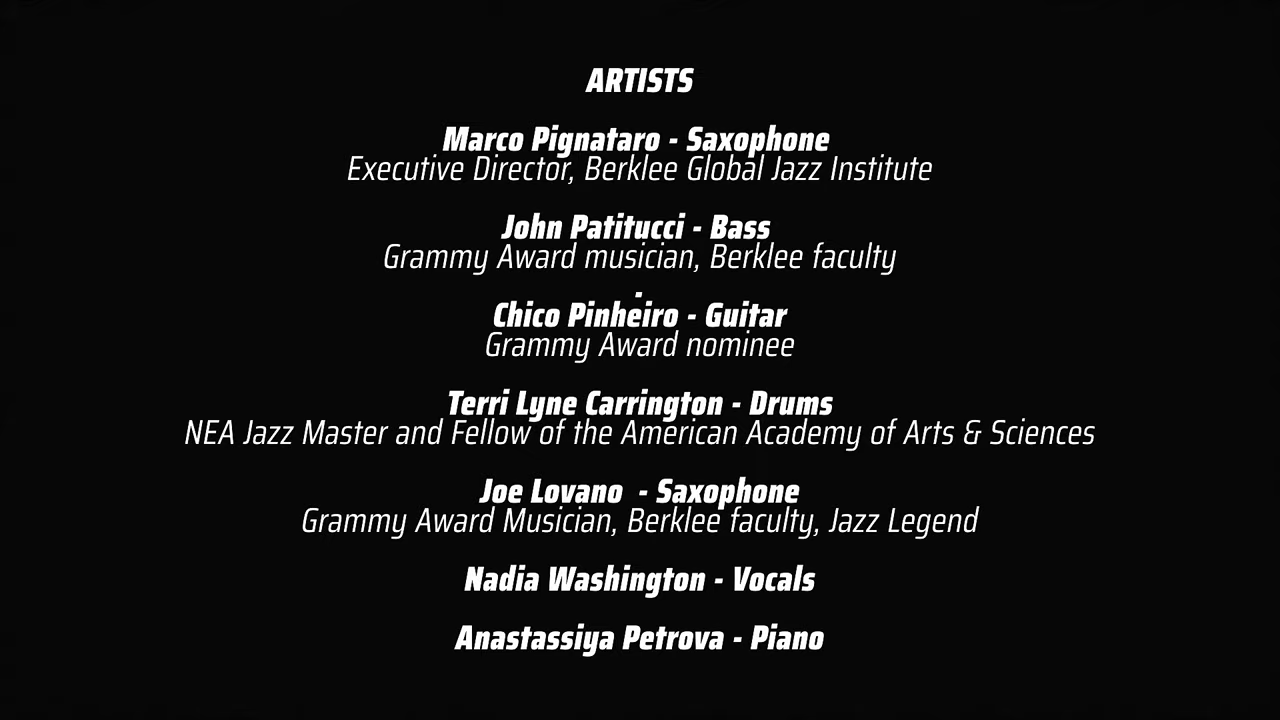 ARTISTS
Marco Pignataro - Saxophone
Executive Director, Berklee Global Jazz Institute
John Patitucci - Bass
Grammy Award musician, Berklee faculty
.
Chico Pinheiro - Guitar
Grammy Award nominee
Terri Lyne Carrington - Drums
NEA Jazz Master and Fellow of the American Academy of Arts & Sciences
Joe Lovano  - Saxophone
Grammy Award Musician, Berklee faculty, Jazz Legend
Nadia Washington - Vocals
Anastassiya Petrova - Piano